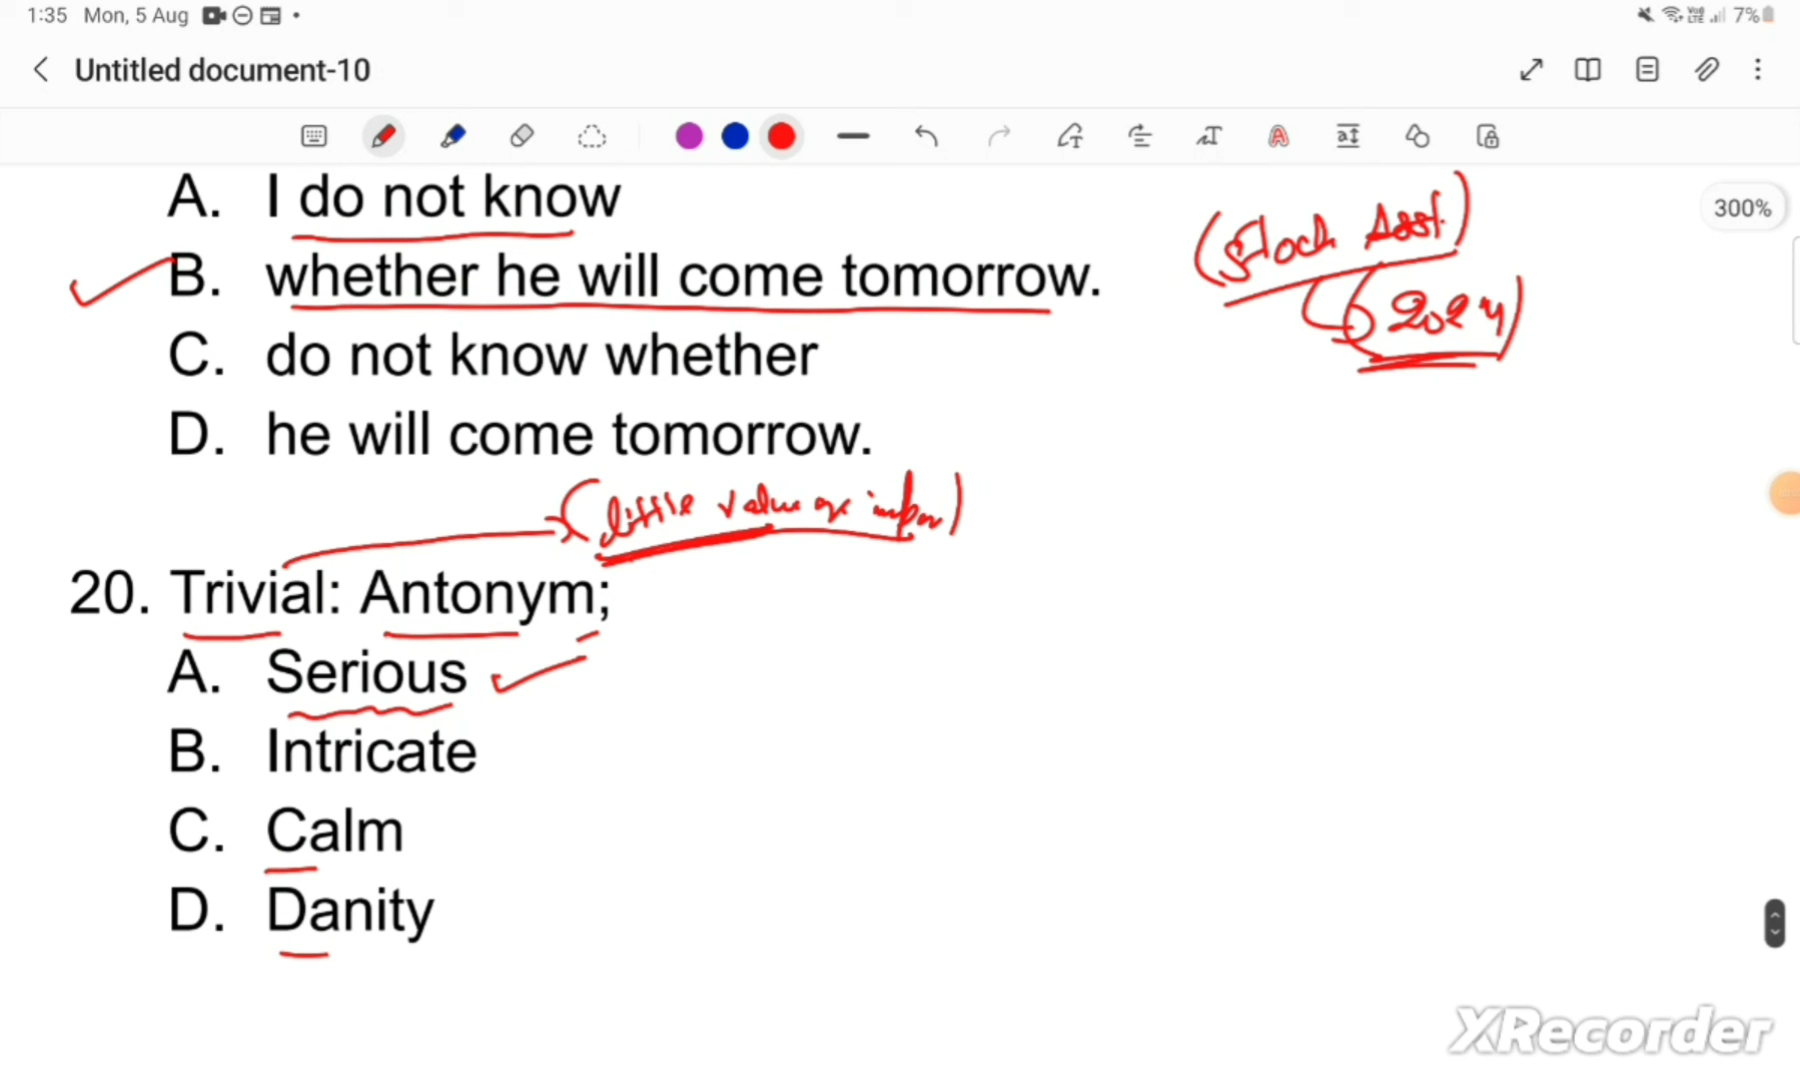 1:35 Mon, 5 Aug
7%
Untitled document-10
300%
A. I do not know
B. whether he will come tomorrow.
C. do not know whether
D. he will come tomorrow.
(Stock Asst.)
2024)
(little value or impor)
20. Trivial: Antonym;
A. Serious
B. Intricate
C. Calm
D. Danity
XRecorder